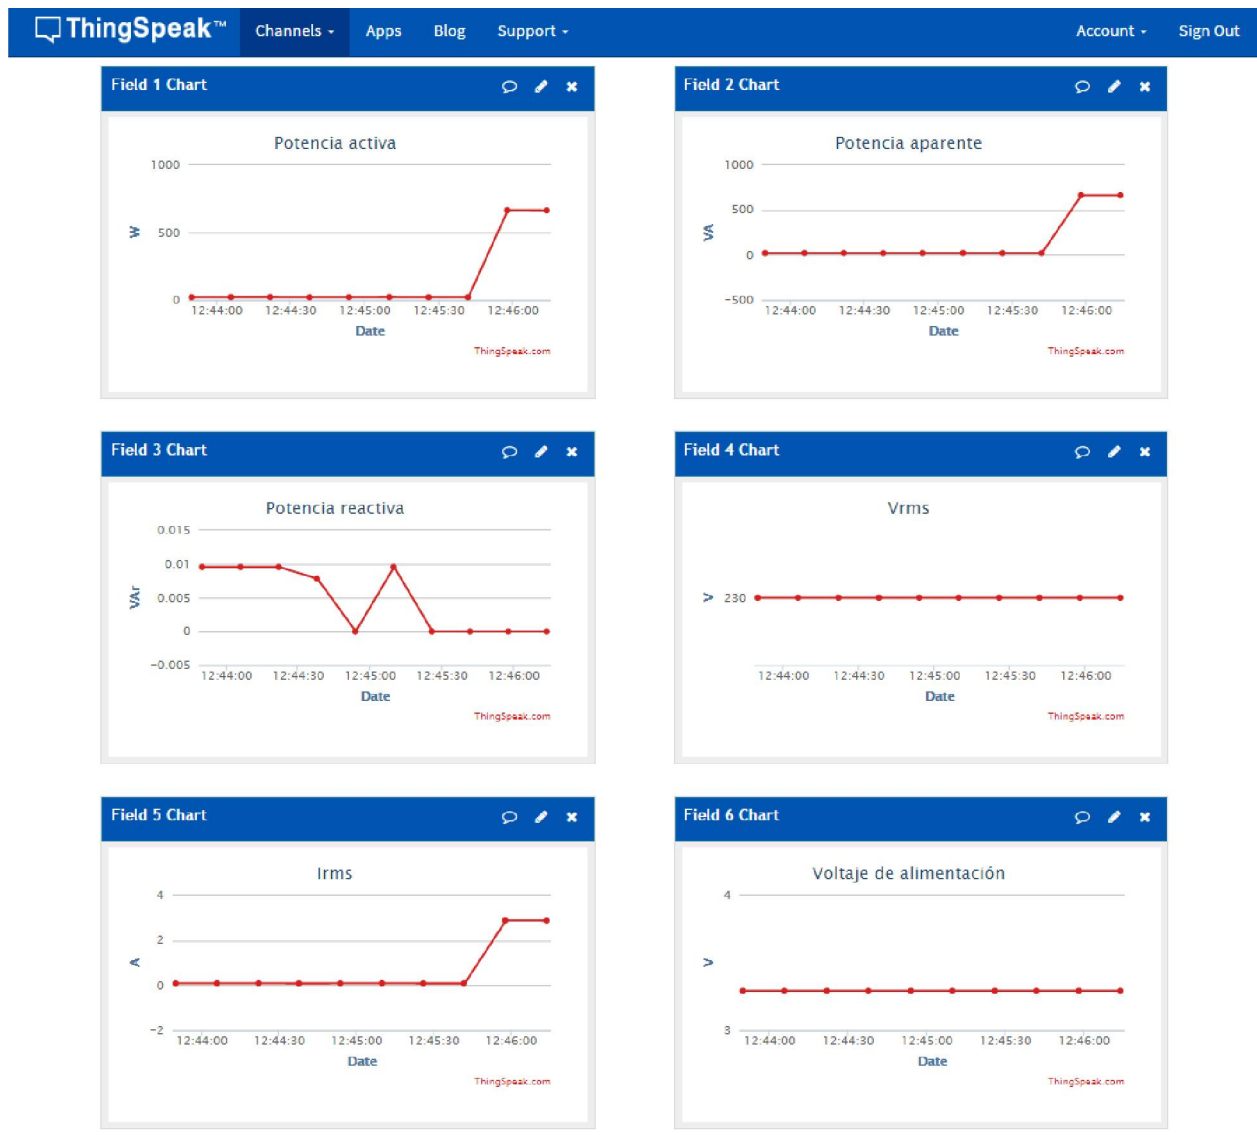 ThingSpeak™ Channels Apps Blog Support Account Sign Out
Field 1 Chart
Potencia activa
1000
500
0
W
12:44:00 12:44:30 12:45:00 12:45:30 12:46:00
Date
ThingSpeak.com
Field 2 Chart
Potencia aparente
1000
500
0
-500
VA
12:44:00 12:44:30 12:45:00 12:45:30 12:46:00
Date
ThingSpeak.com
Field 3 Chart
Potencia reactiva
0.015
0.01
0.005
0
-0.005
VAr
12:44:00 12:44:30 12:45:00 12:45:30 12:46:00
Date
ThingSpeak.com
Field 4 Chart
Vrms
V
230
12:44:00 12:44:30 12:45:00 12:45:30 12:46:00
Date
ThingSpeak.com
Field 5 Chart
Irms
4
2
0
-2
A
12:44:00 12:44:30 12:45:00 12:45:30 12:46:00
Date
ThingSpeak.com
Field 6 Chart
Voltaje de alimentación
4
3
V
12:44:00 12:44:30 12:45:00 12:45:30 12:46:00
Date
ThingSpeak.com